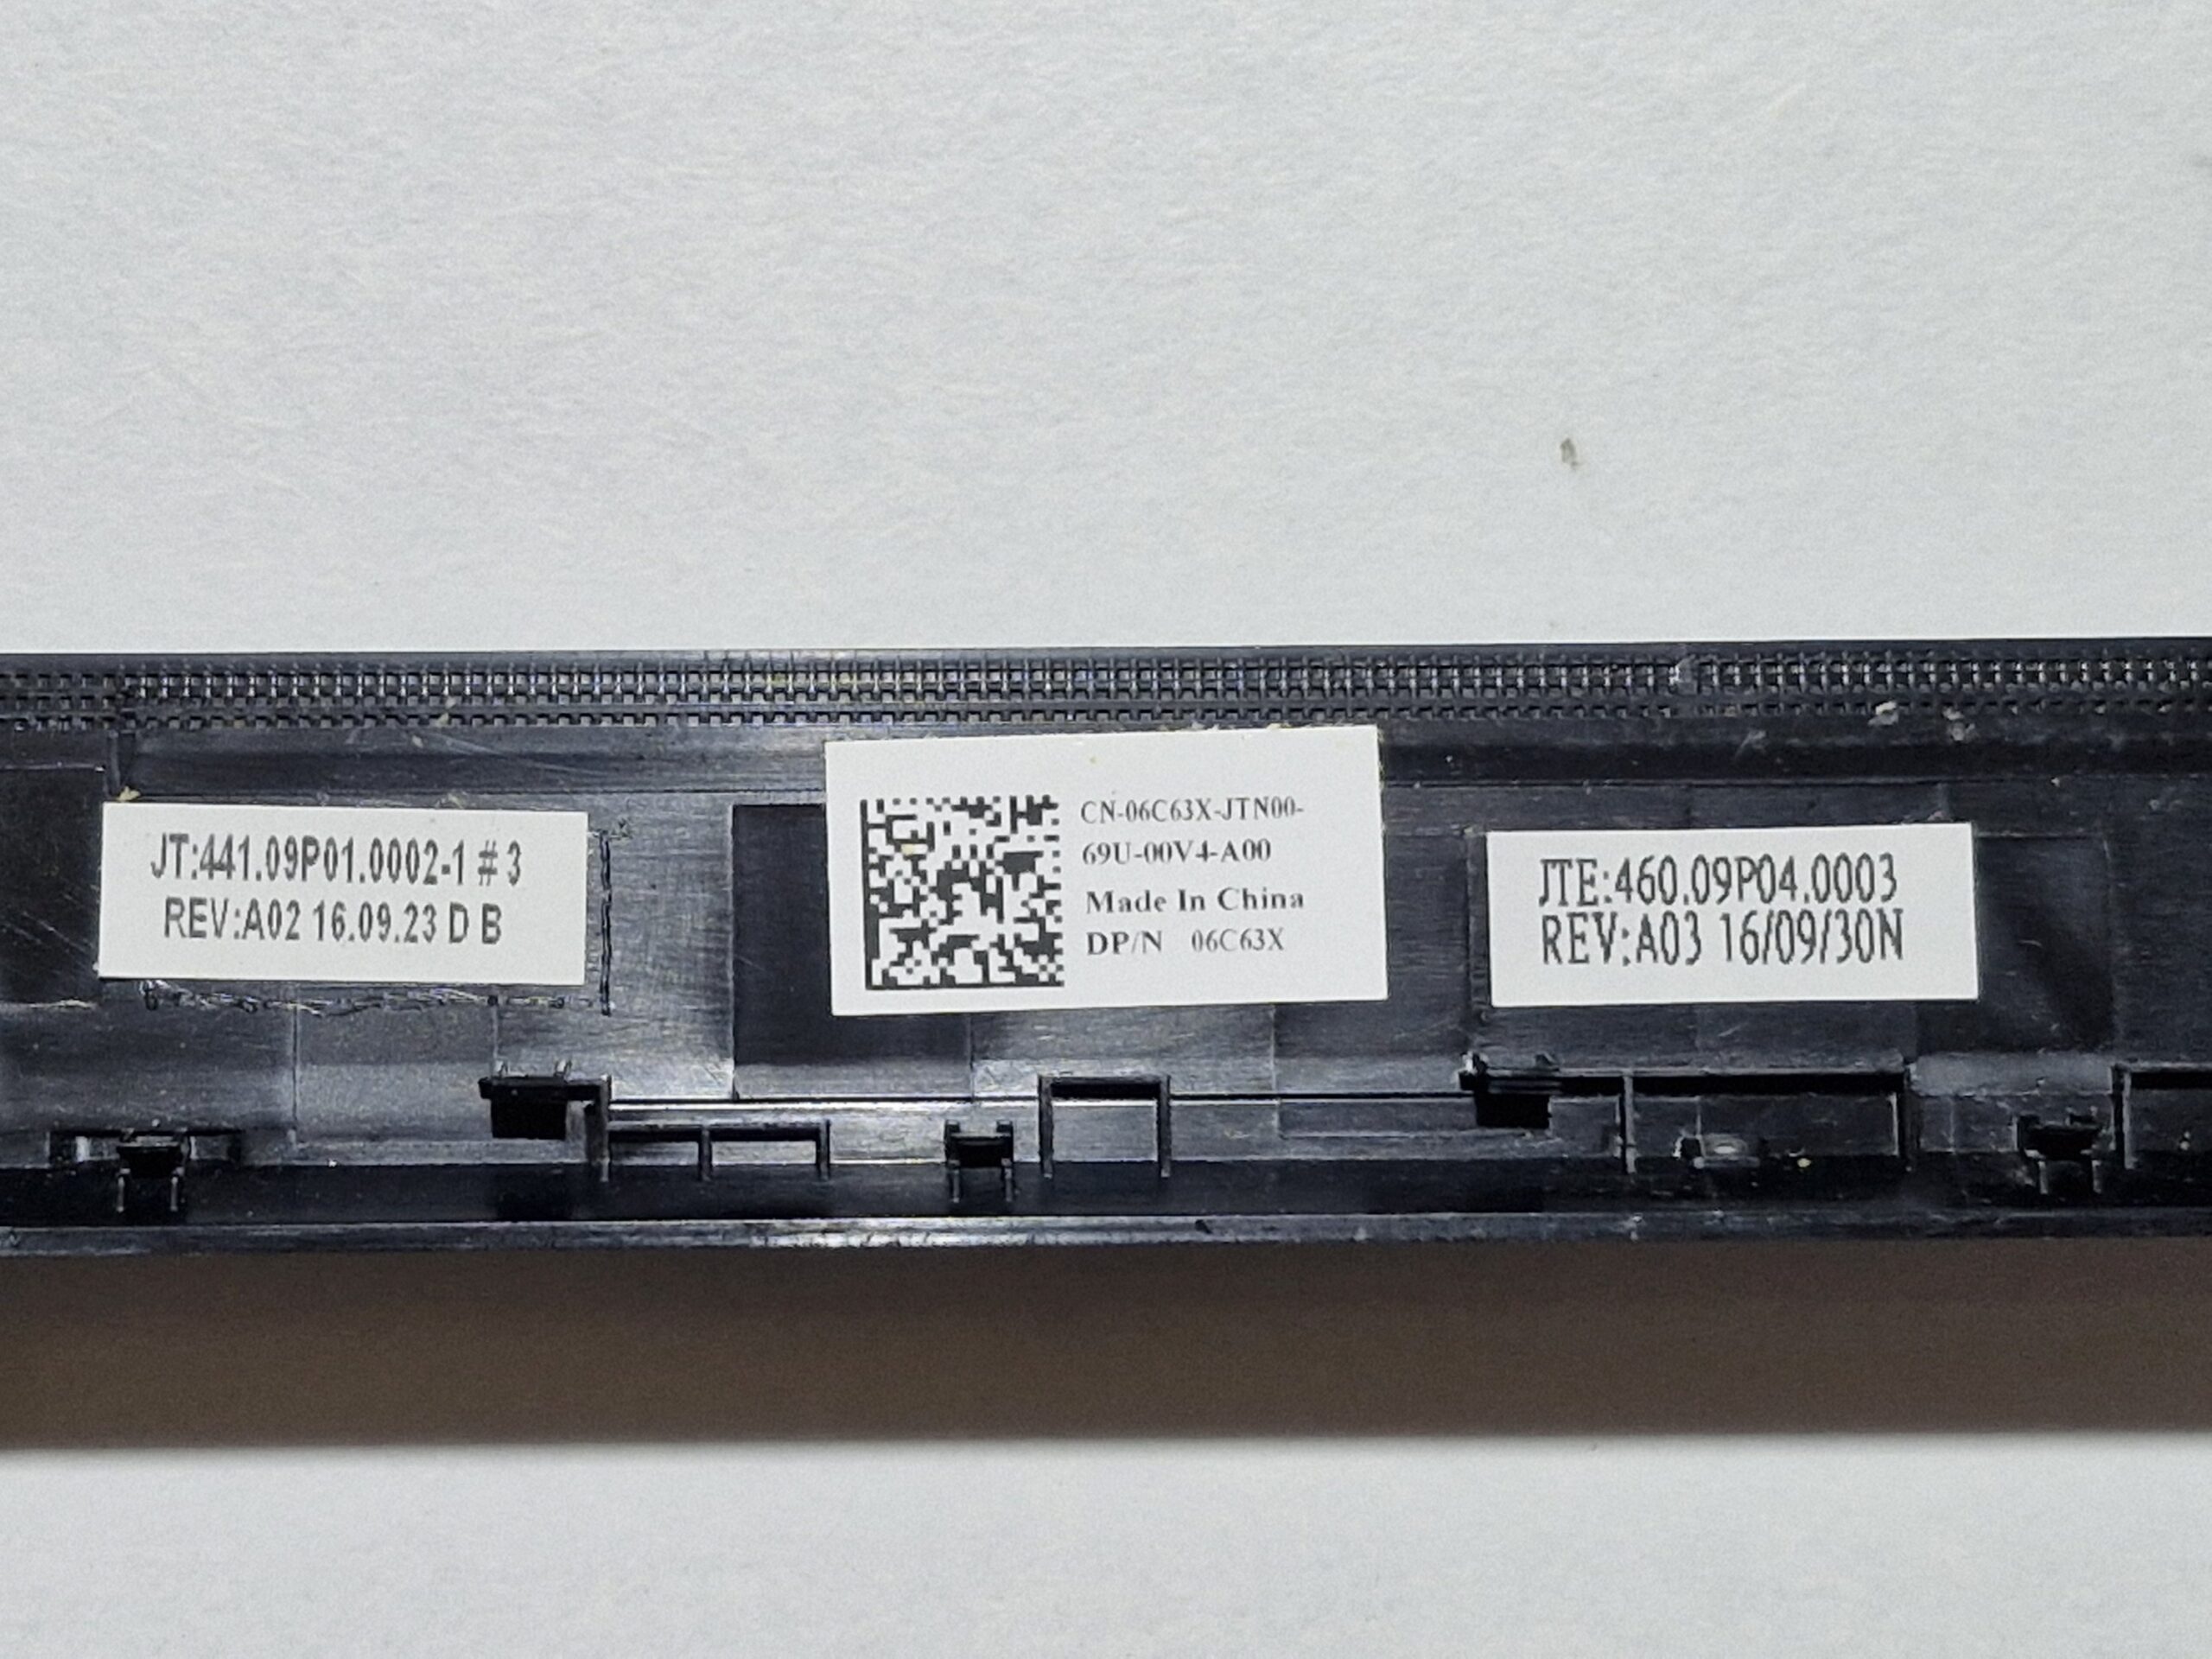 JT:441.09P01.0002-1 # 3
REV:A02 16.09.23 D B
CN-06C63X-JTN00-
69U-00V4-A00
Made In China
DP/N 06C63X
JTE:460.09P04.0003
REV:A03 16/09/30N